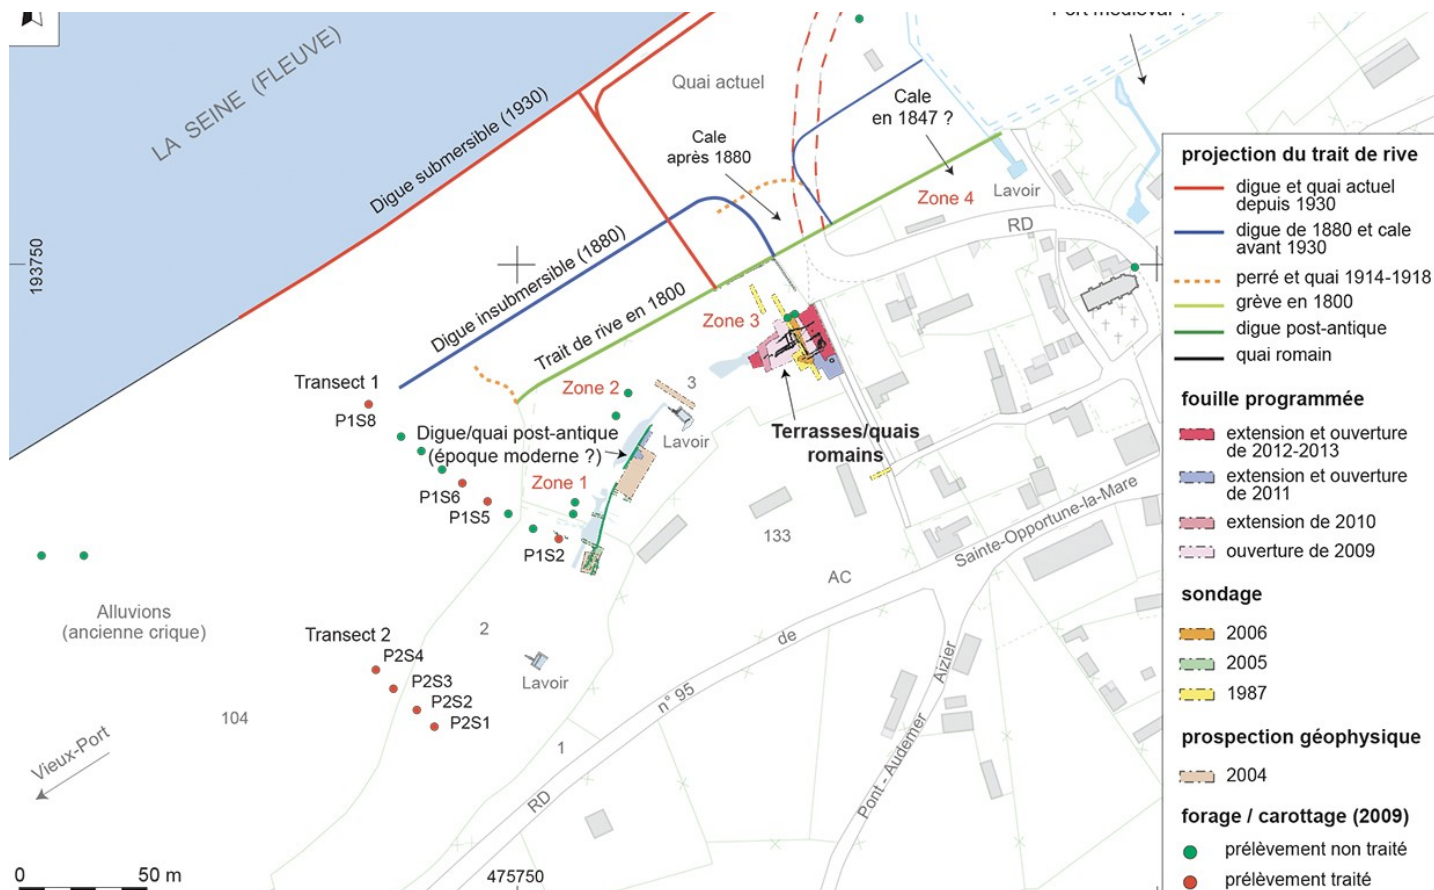 Port médiéval ?
LA SEINE (FLEUVE)
Quai actuel
Cale
en 1847 ?
Cale
après 1880
Digue submersible (1930)
Zone 4
Lavoir
RD
193750
Digue insubmersible (1880)
Trait de rive en 1800
Zone 3
Transect 1
P1S8
Zone 2
3
Lavoir
Digue/quai post-antique
(époque moderne ?)
Terrasses/quais
romains
Zone 1
P1S6
P1S5
P1S2
133
AC
Sainte-Opportune-la-Mare
Alluvions
(ancienne crique)
Transect 2
P2S4
P2S3
P2S2
P2S1
2
Lavoir
de
n° 95
RD
Aizier
Pont - Audemer
104
1
Vieux-Port
0 50 m
475750
projection du trait de rive
digue et quai actuel
depuis 1930
digue de 1880 et cale
avant 1930
perré et quai 1914-1918
grève en 1800
digue post-antique
quai romain
fouille programmée
extension et ouverture
de 2012-2013
extension et ouverture
de 2011
extension de 2010
ouverture de 2009
sondage
2006
2005
1987
prospection géophysique
2004
forage / carottage (2009)
prélèvement non traité
prélèvement traité